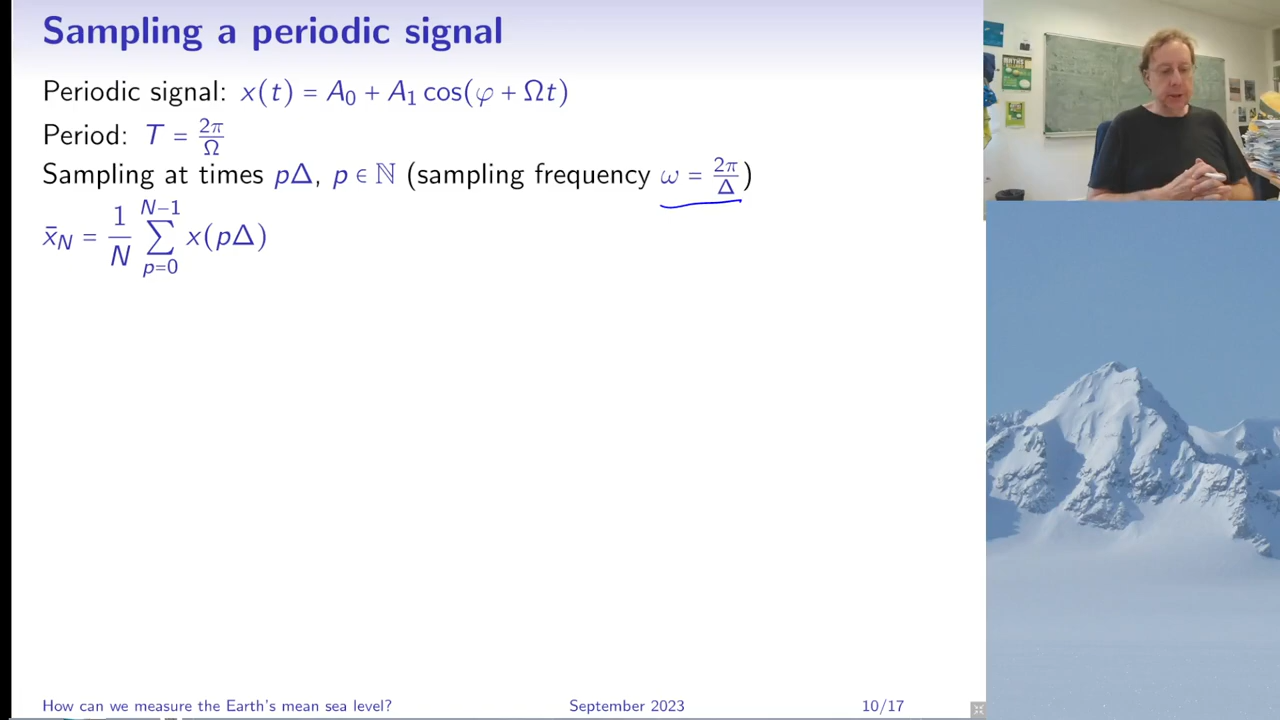 Sampling a periodic signal
Periodic signal: x(t) = A₀ + A₁ cos(φ + Ωt)
Period: T = 2π/Ω
Sampling at times pΔ, p ∈ ℕ (sampling frequency ω = 2π/Δ)
x̄_N = 1/N ∑_{p=0}^{N−1} x(pΔ)
How can we measure the Earth's mean sea level? September 2023 10/17